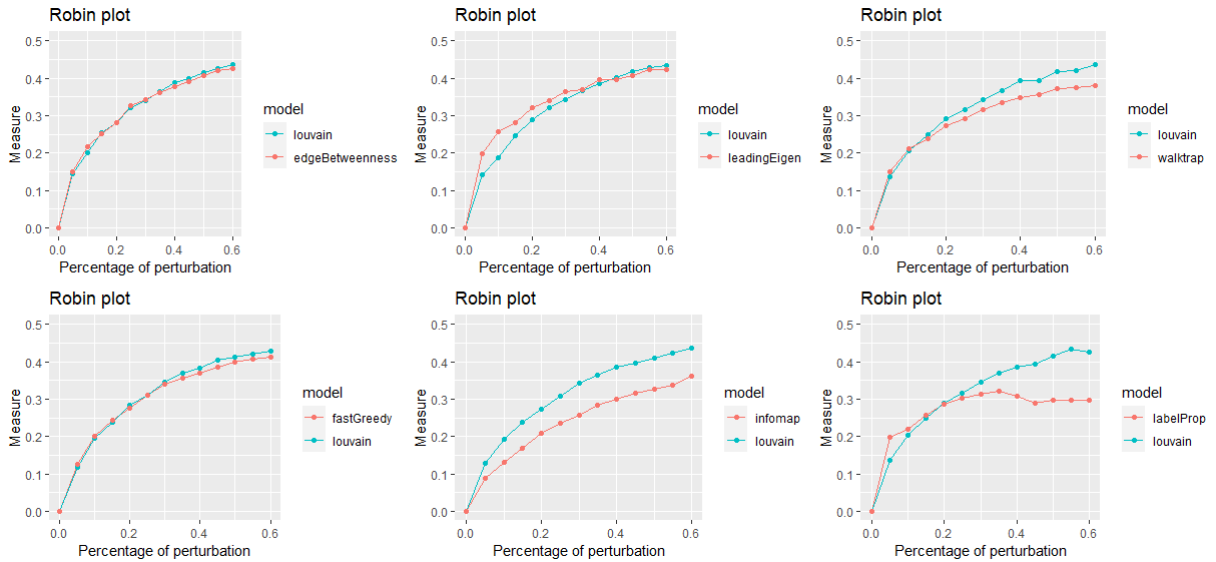 Robin plot
0.5
0.4
0.3
0.2
0.1
0.0
Measure
0.0 0.2 0.4 0.6
Percentage of perturbation
model
louvain
edgeBetweenness
Robin plot
0.5
0.4
0.3
0.2
0.1
0.0
Measure
0.0 0.2 0.4 0.6
Percentage of perturbation
model
louvain
leadingEigen
Robin plot
0.5
0.4
0.3
0.2
0.1
0.0
Measure
0.0 0.2 0.4 0.6
Percentage of perturbation
model
louvain
walktrap
Robin plot
0.5
0.4
0.3
0.2
0.1
0.0
Measure
0.0 0.2 0.4 0.6
Percentage of perturbation
model
fastGreedy
louvain
Robin plot
0.5
0.4
0.3
0.2
0.1
0.0
Measure
0.0 0.2 0.4 0.6
Percentage of perturbation
model
infomap
louvain
Robin plot
0.5
0.4
0.3
0.2
0.1
0.0
Measure
0.0 0.2 0.4 0.6
Percentage of perturbation
model
labelProp
louvain